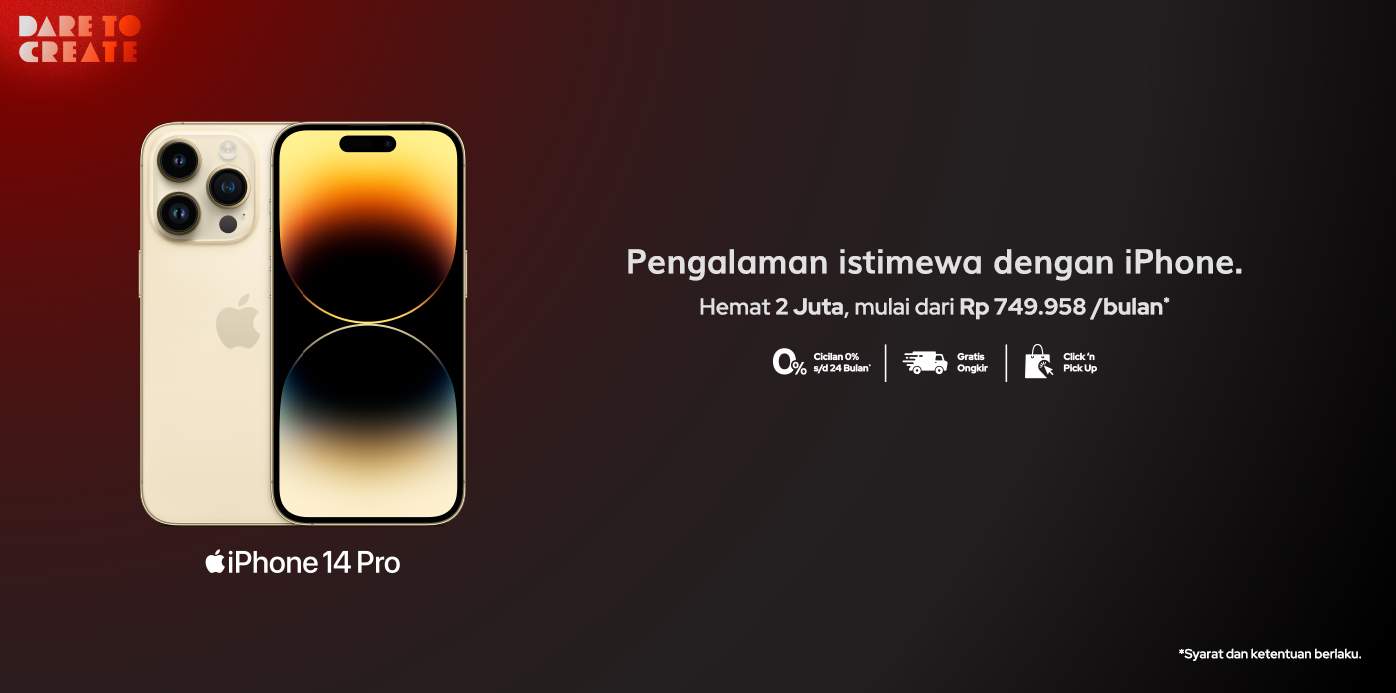 DARE TO
CREATE
Pengalaman istimewa dengan iPhone.
Hemat 2 Juta, mulai dari Rp 749.958 /bulan*
0%
Cicilan 0%
s/d 24 Bulan*
Gratis
Ongkir
Click 'n
Pick Up
iPhone 14 Pro
*Syarat dan ketentuan berlaku.